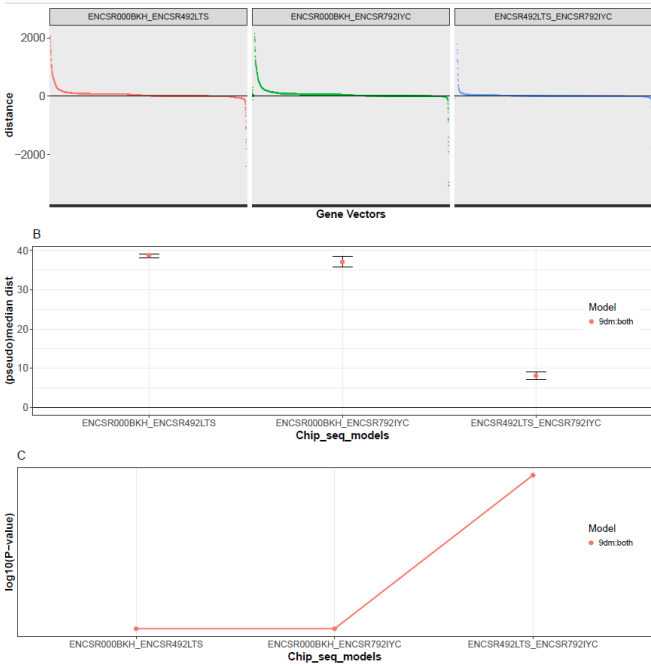 ENCSR000BKH_ENCSR492LTS ENCSR000BKH_ENCSR792IYC ENCSR492LTS_ENCSR792IYC
2000
0
-2000
distance
Gene Vectors
B
40
30
20
10
0
(pseudo)median dist
Model
9dm:both
ENCSR000BKH_ENCSR492LTS ENCSR000BKH_ENCSR792IYC ENCSR492LTS_ENCSR792IYC
Chip_seq_models
C
log10(P-value)
Model
9dm:both
ENCSR000BKH_ENCSR492LTS ENCSR000BKH_ENCSR792IYC ENCSR492LTS_ENCSR792IYC
Chip_seq_models